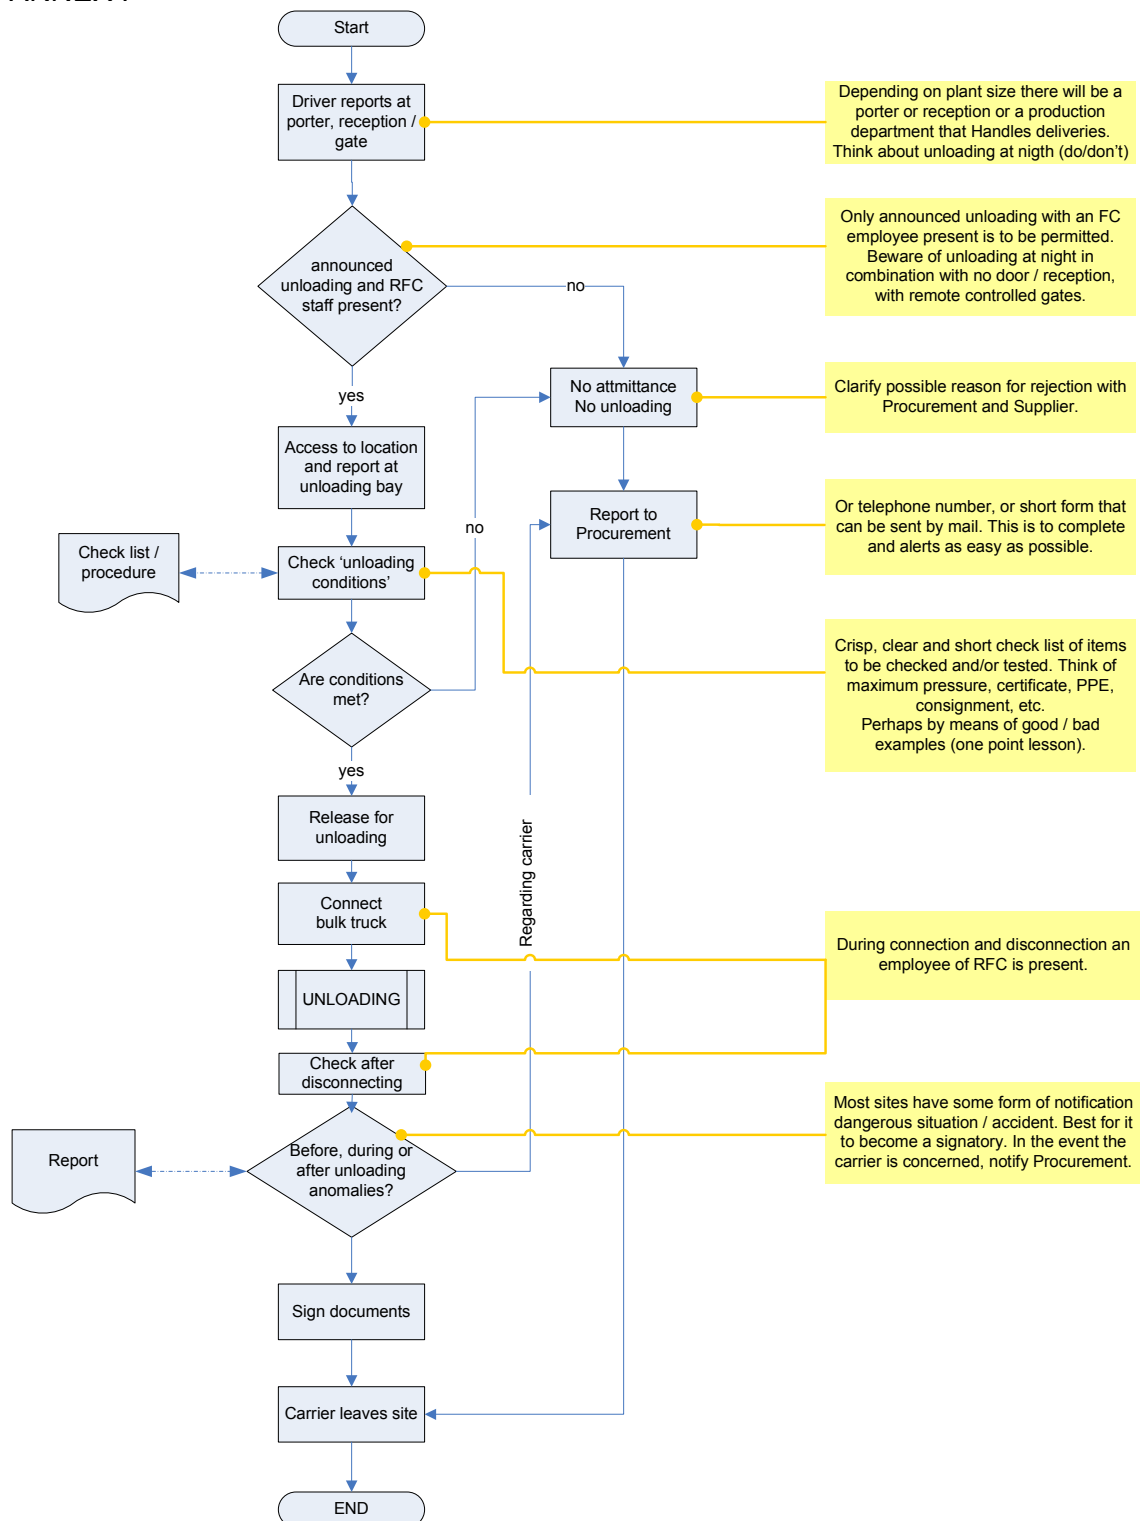 Start
Driver reports at
porter, reception /
gate
Depending on plant size there will be a
porter or reception or a production
department that Handles deliveries.
Think about unloading at nigth (do/don't)
announced
unloading and RFC
staff present?
no
Only announced unloading with an FC
employee present is to be permitted.
Beware of unloading at night in
combination with no door / reception,
with remote controlled gates.
yes
No attmittance
No unloading
Clarify possible reason for rejection with
Procurement and Supplier.
Access to location
and report at
unloading bay
no
Report to
Procurement
Or telephone number, or short form that
can be sent by mail. This is to complete
and alerts as easy as possible.
Check list /
procedure
Check ‘unloading
conditions’
Are conditions
met?
Crisp, clear and short check list of items
to be checked and/or tested. Think of
maximum pressure, certificate, PPE,
consignment, etc.
Perhaps by means of good / bad
examples (one point lesson).
yes
Release for
unloading
Regarding carrier
Connect
bulk truck
During connection and disconnection an
employee of RFC is present.
UNLOADING
Check after
disconnecting
Report
Before, during or
after unloading
anomalies?
Most sites have some form of notification
dangerous situation / accident. Best for it
to become a signatory. In the event the
carrier is concerned, notify Procurement.
Sign documents
Carrier leaves site
END